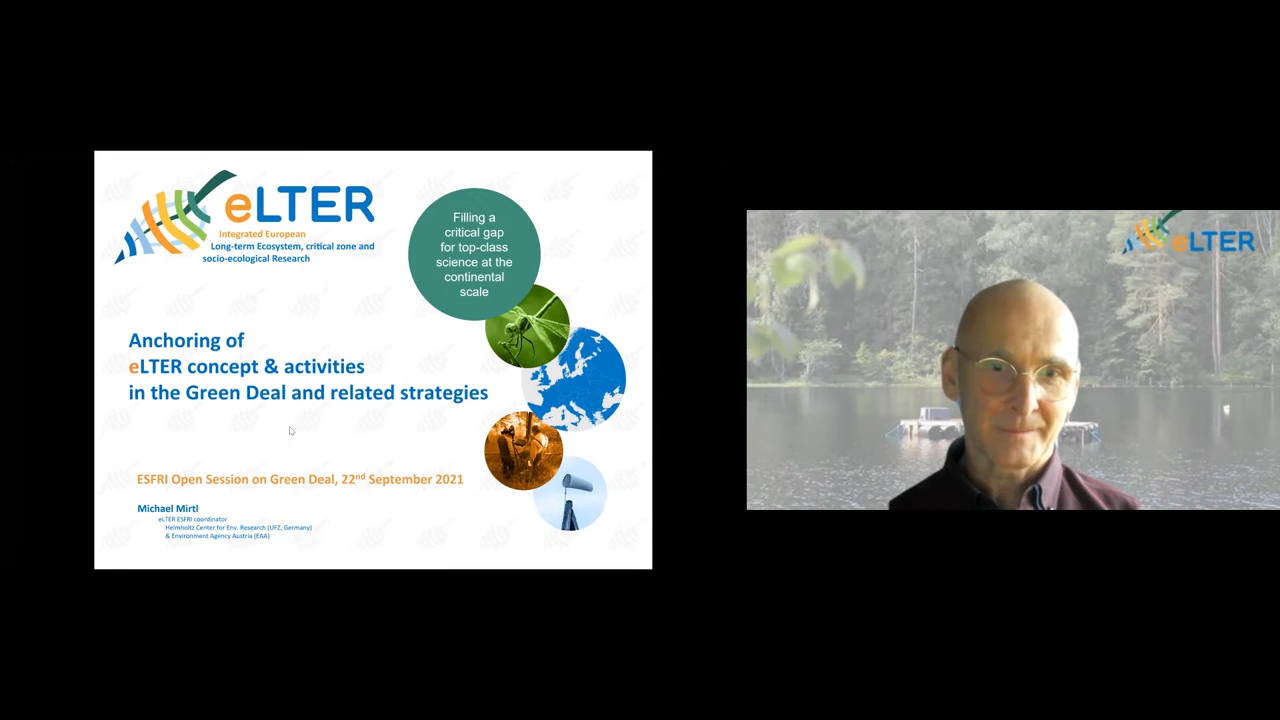 eLTER
Integrated European
Long-term Ecosystem, critical zone and
socio-ecological Research
Filling a
critical gap
for top-class
science at the
continental
scale
Anchoring of
eLTER concept & activities
in the Green Deal and related strategies
ESFRI Open Session on Green Deal, 22nd September 2021
Michael Mirtl
eLTER ESFRI coordinator
Helmholtz Center for Env. Research (UFZ, Germany)
& Environment Agency Austria (EAA)
eLTER